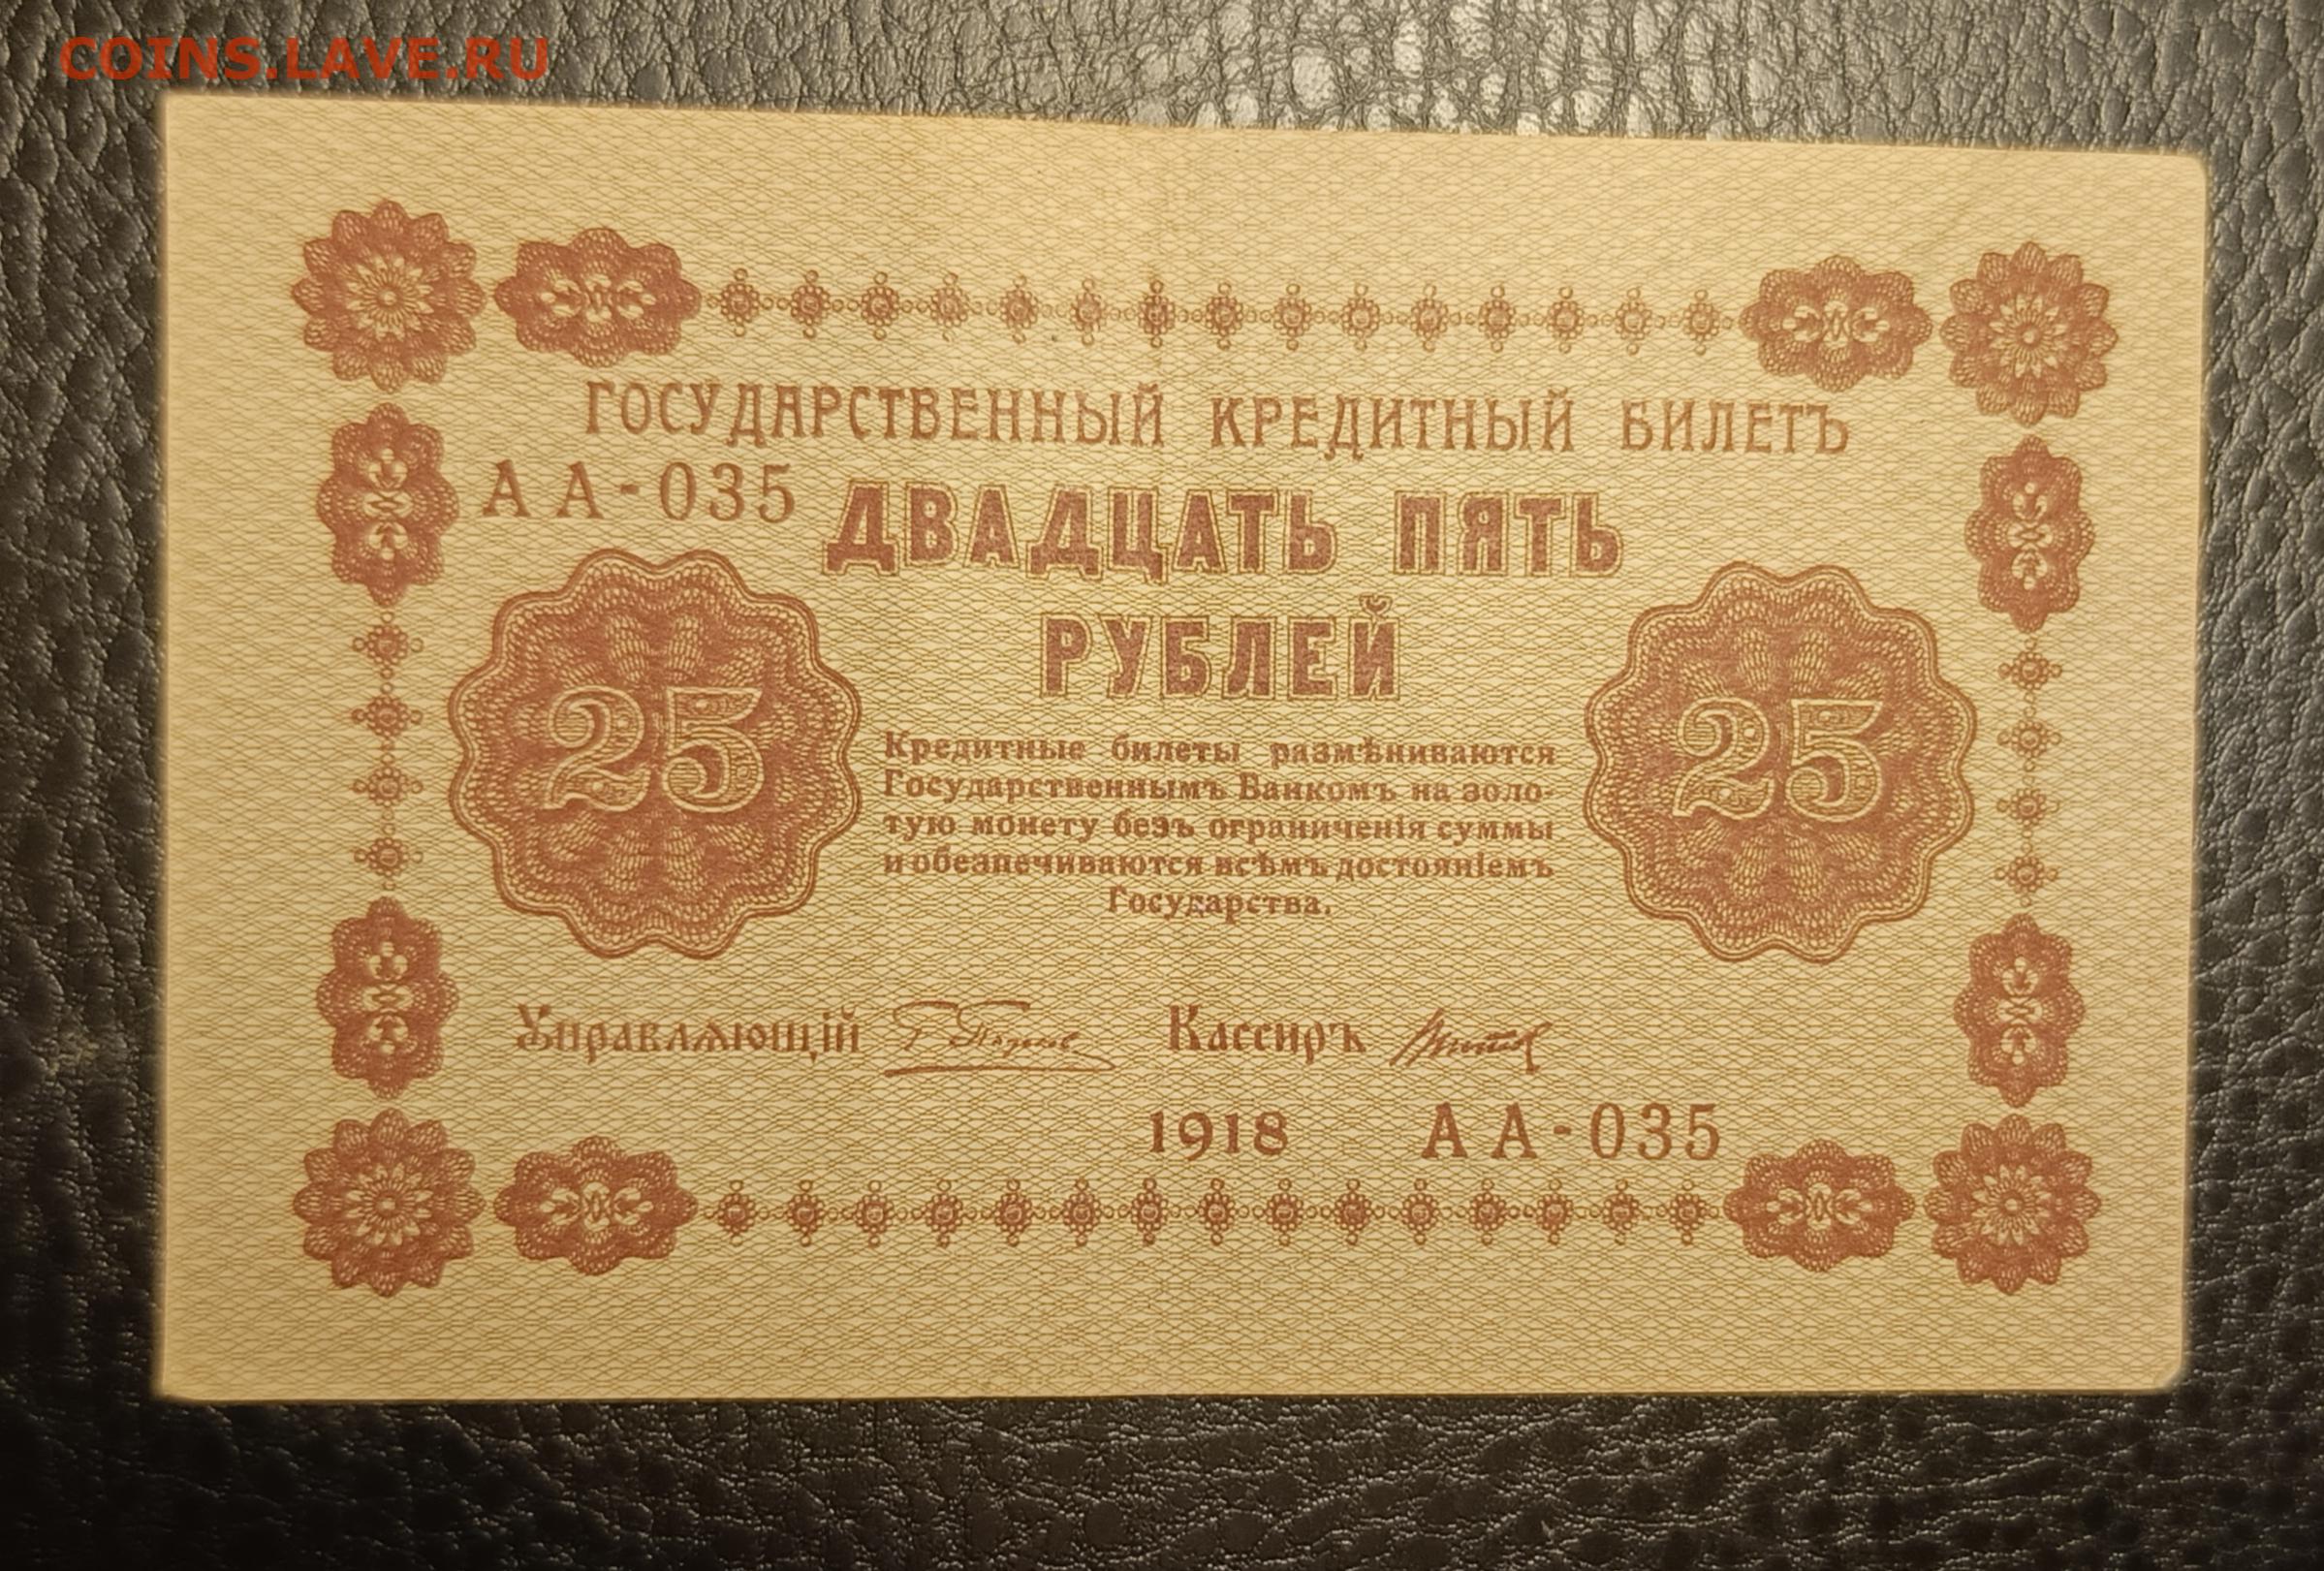 COINS.LAVE.RU
ГОСУДАРСТВЕННЫЙ КРЕДИТНЫЙ БИЛЕТЪ
АА-035
ДВАДЦАТЬ ПЯТЬ
РУБЛЕЙ
25
25
Кредитные билеты размѣниваются
Государственнымъ Банкомъ на золо-
тую монету безъ ограниченія суммы
и обезпечиваются всѣмъ достояніемъ
Государства.
Управляющій
Кассиръ
1918 АА-035